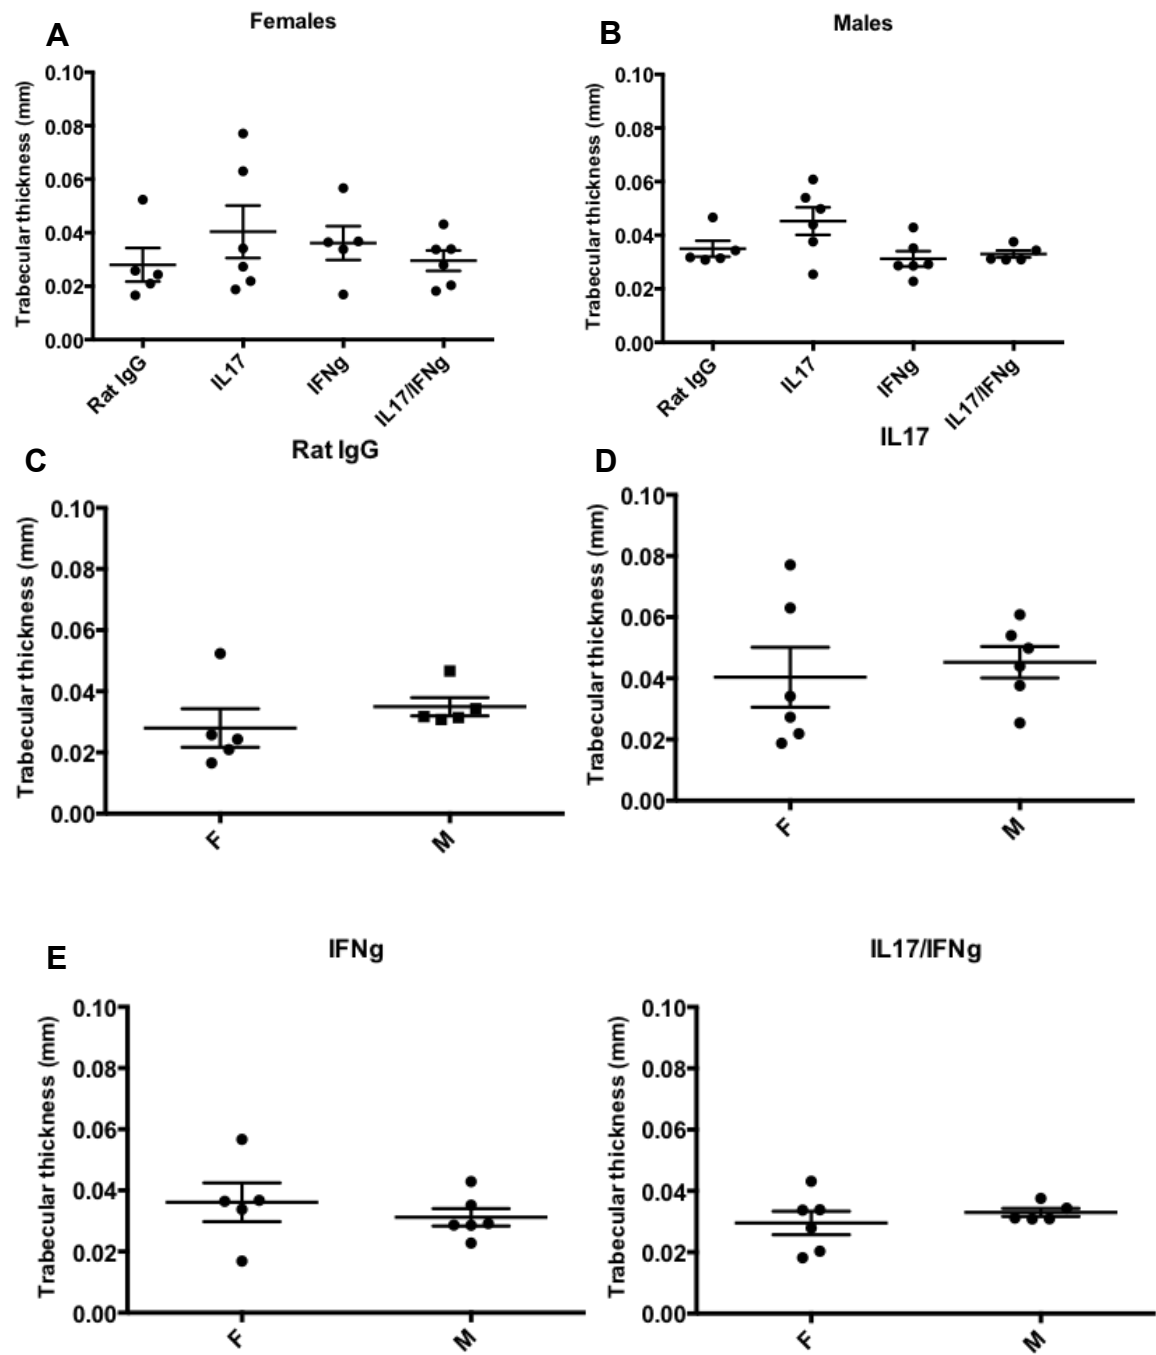 A
Females
Trabecular thickness (mm)
0.10
0.08
0.06
0.04
0.02
0.00
Rat IgG
IL17
IFNg
IL17/IFNg
B
Males
Trabecular thickness (mm)
0.10
0.08
0.06
0.04
0.02
0.00
Rat IgG
IL17
IFNg
IL17/IFNg
C
Rat IgG
Trabecular thickness (mm)
0.10
0.08
0.06
0.04
0.02
0.00
F
M
D
IL17
Trabecular thickness (mm)
0.10
0.08
0.06
0.04
0.02
0.00
F
M
E
IFNg
Trabecular thickness (mm)
0.10
0.08
0.06
0.04
0.02
0.00
F
M
IL17/IFNg
Trabecular thickness (mm)
0.10
0.08
0.06
0.04
0.02
0.00
F
M